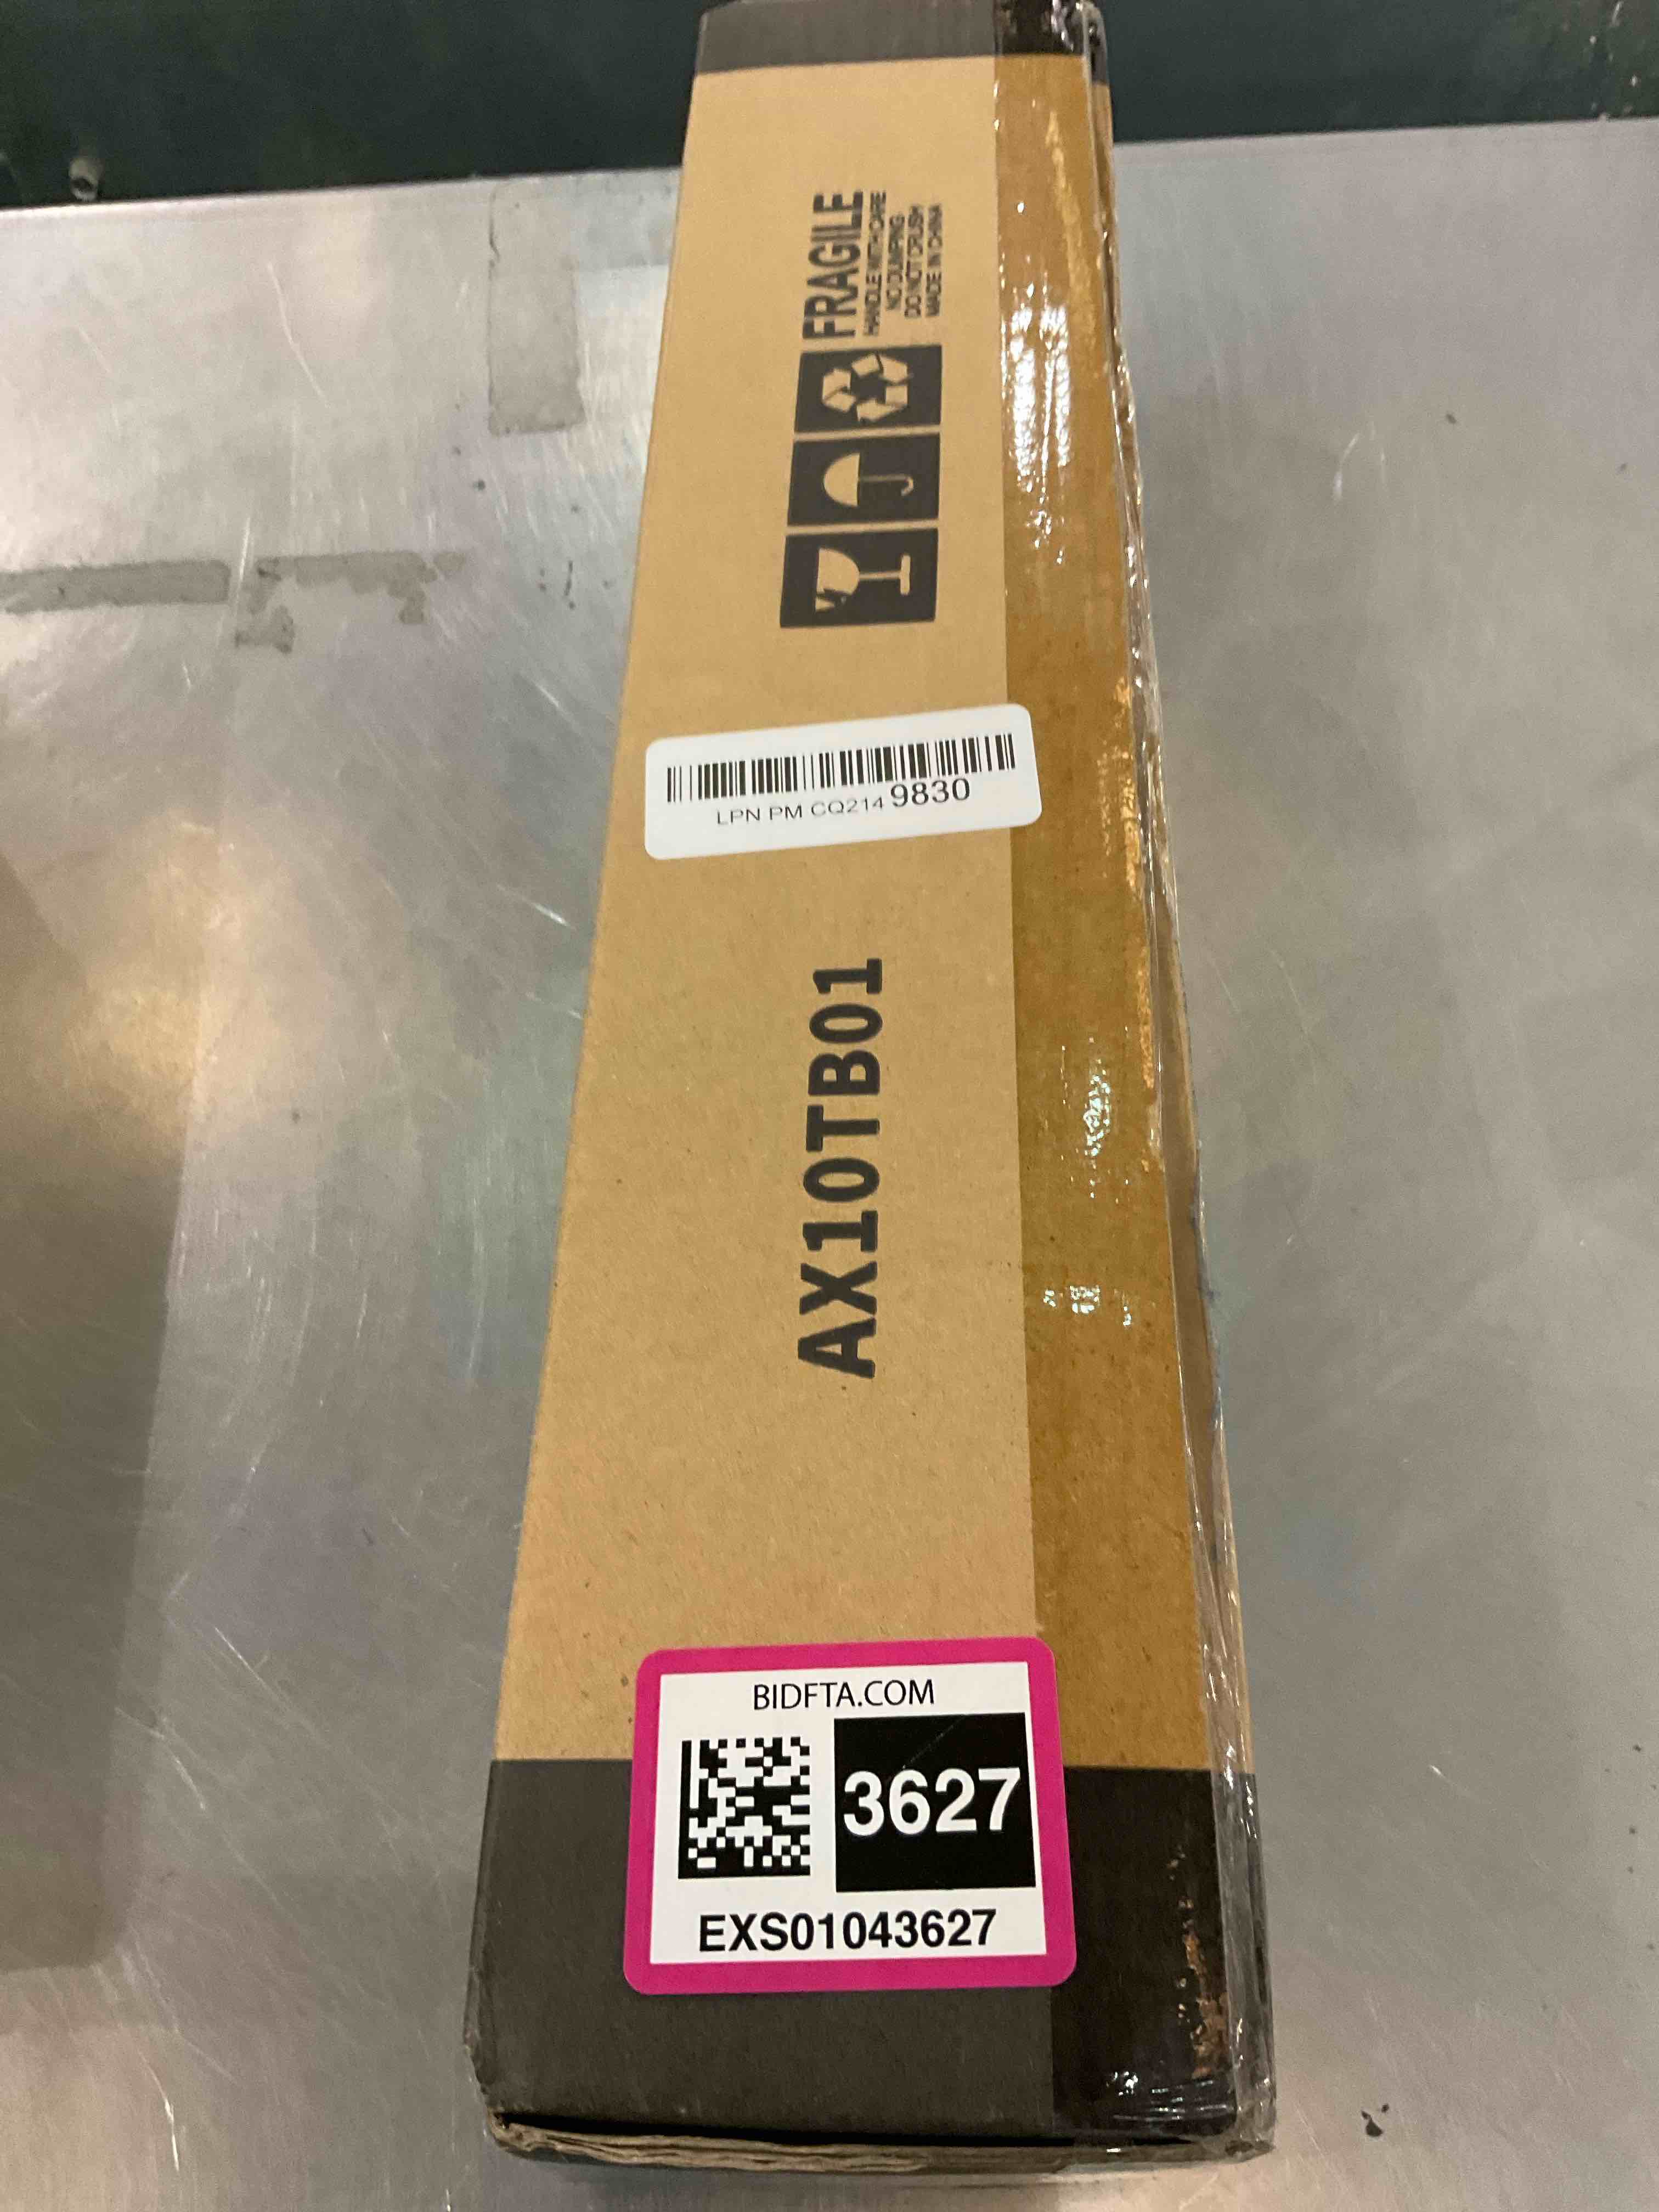 FRAGILE
HANDLE WITH CARE
NO DUMPING
DO NOT CRUSH
MADE IN CHINA
LPN PM CQ214 9830
AX10TB01
BIDFTA.COM
3627
EXS01043627